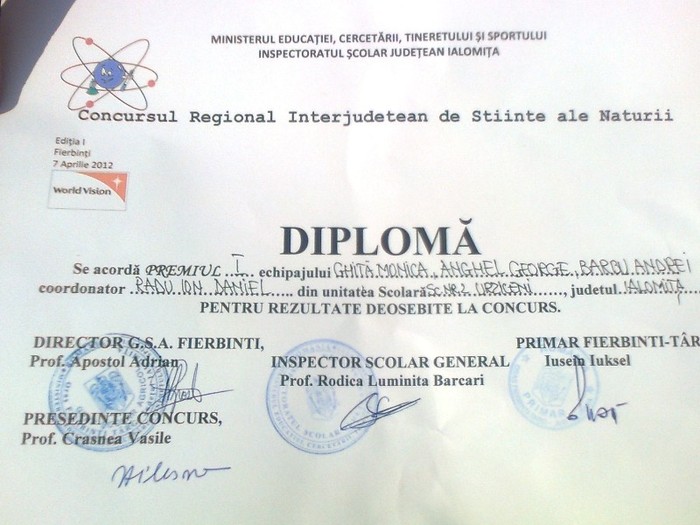 MINISTERUL EDUCAȚIEI, CERCETĂRII, TINERETULUI ȘI SPORTULUI
INSPECTORATUL ȘCOLAR JUDEȚEAN IALOMIȚA
Concursul Regional Interjudetean de Stiinte ale Naturii
Ediția I
Fierbinți
7 Aprilie 2012
World Vision
DIPLOMĂ
Se acordă PREMIUL .....I..... echipajului GHIȚĂ MONICA, ANGHEL GEORGE, BARBU ANDREI
coordonator ..RADU ION DANIEL..... din unitatea Scolară SC.NR.2 URZICENI......, judetul IALOMIȚA....
PENTRU REZULTATE DEOSEBITE LA CONCURS.
DIRECTOR G.S.A. FIERBINTI,
Prof. Apostol Adrian
INSPECTOR SCOLAR GENERAL
Prof. Rodica Luminita Barcari
PRIMAR FIERBINTI-TÂR
Iusein Iuksel
PRESEDINTE CONCURS,
Prof. Crasnea Vasile